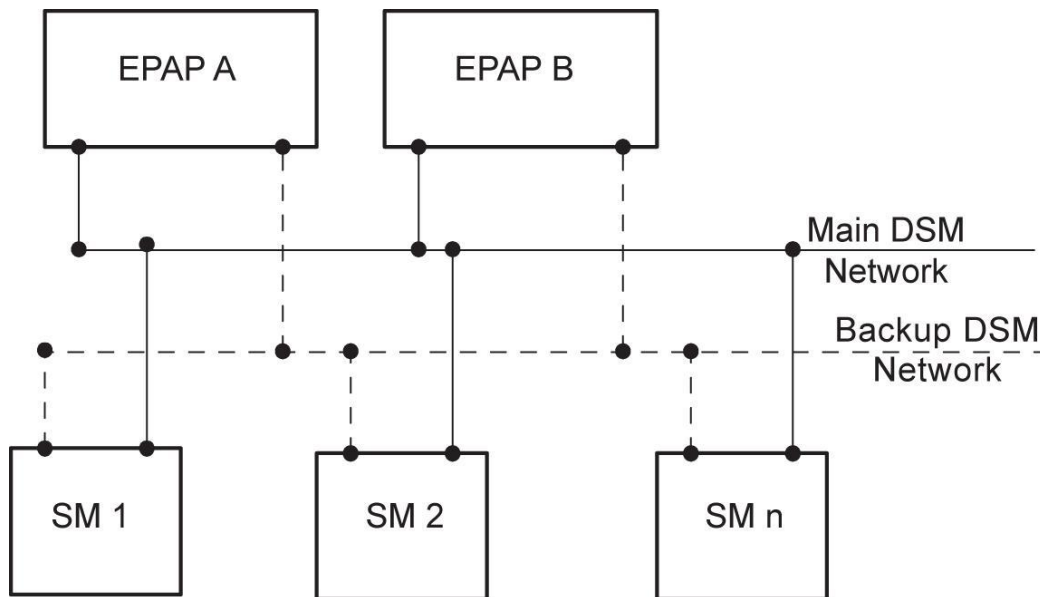 EPAP A
EPAP B
Main DSM
Network
Backup DSM
Network
SM 1
SM 2
SM n